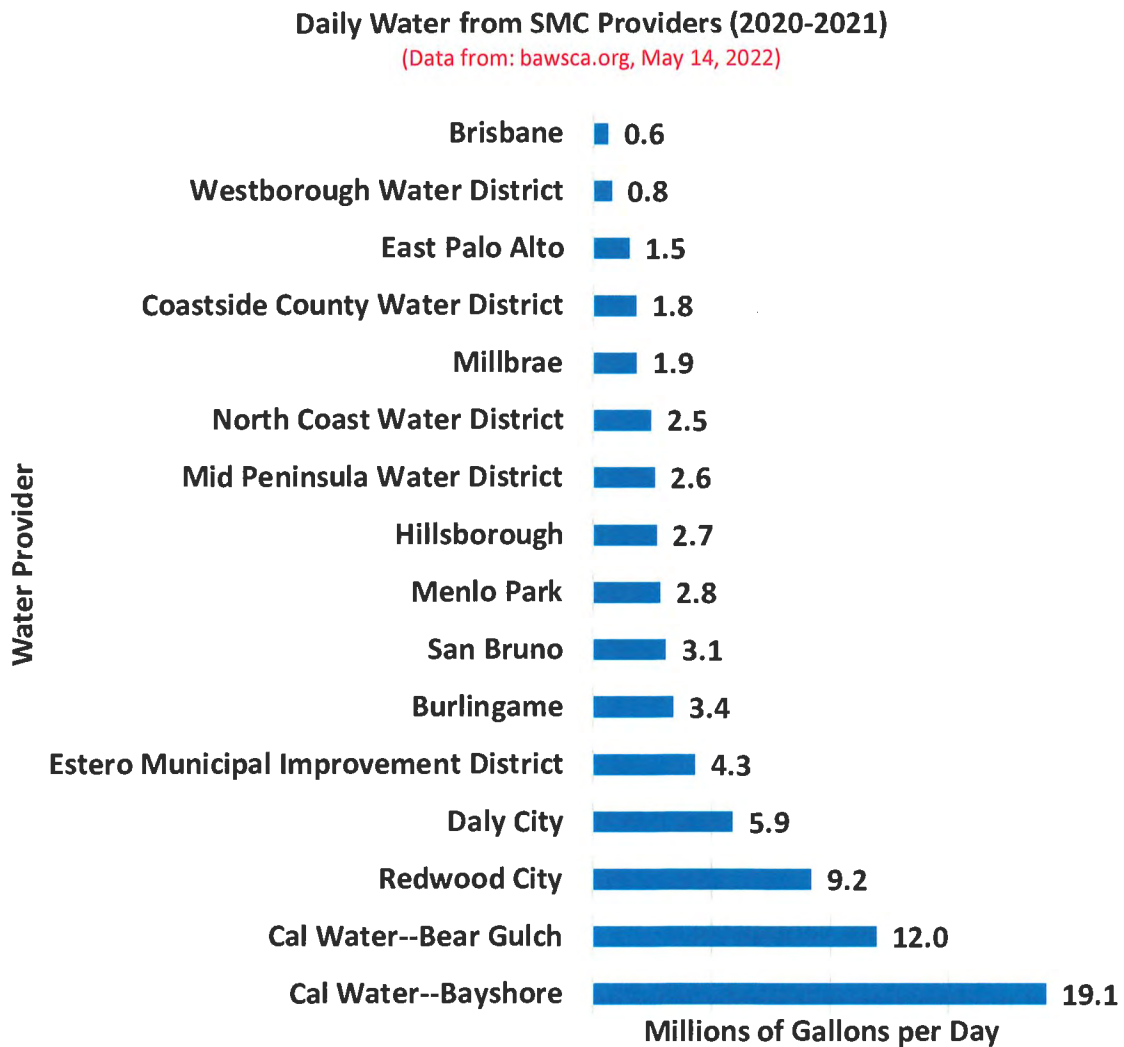 Daily Water from SMC Providers (2020-2021)
(Data from: bawsca.org, May 14, 2022)
Brisbane 0.6
Westborough Water District 0.8
East Palo Alto 1.5
Coastside County Water District 1.8
Millbrae 1.9
North Coast Water District 2.5
Mid Peninsula Water District 2.6
Hillsborough 2.7
Menlo Park 2.8
San Bruno 3.1
Burlingame 3.4
Estero Municipal Improvement District 4.3
Daly City 5.9
Redwood City 9.2
Cal Water--Bear Gulch 12.0
Cal Water--Bayshore 19.1
Water Provider
Millions of Gallons per Day